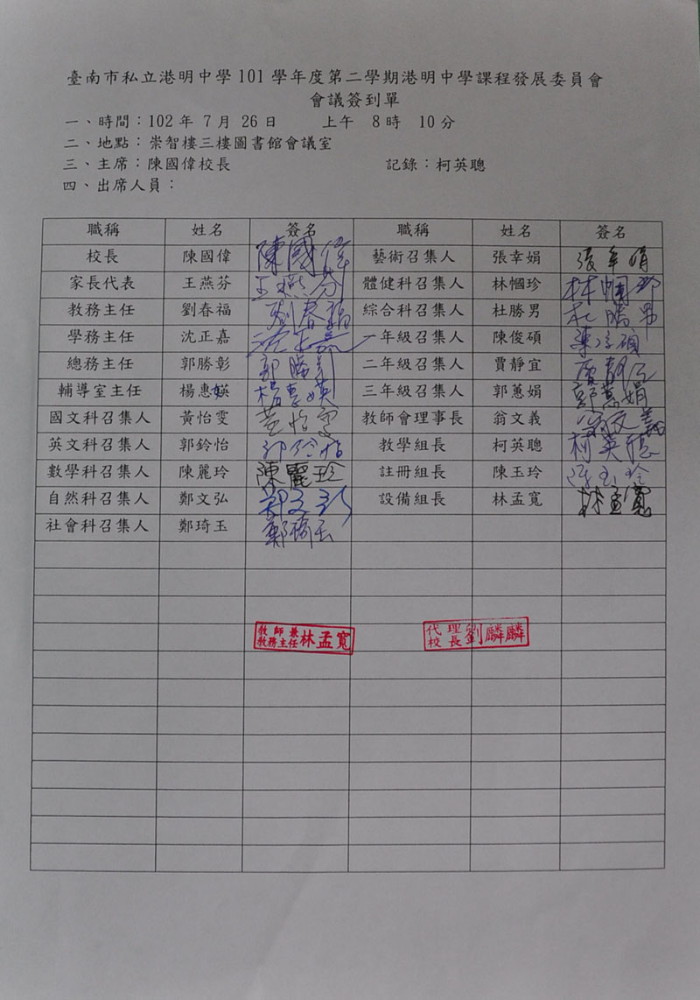 臺南市私立港明中學101學年度第二學期港明中學課程發展委員會
會議簽到單
一、時間：102年 7月 26日 上午 8時 10分
二、地點：崇智樓三樓圖書館會議室
三、主席：陳國偉校長 記錄：柯英聰
四、出席人員：
職稱 姓名 簽名 職稱 姓名 簽名
校長 陳國偉 陳國偉 藝術召集人 張幸娟 張幸娟
家長代表 王燕芬 王燕芬 體健科召集人 林幗珍 林幗珍
教務主任 劉春福 劉春福 綜合科召集人 杜勝男 杜勝男
學務主任 沈正嘉 沈正嘉 一年級召集人 陳俊碩 陳俊碩
總務主任 郭勝彰 郭勝彰 二年級召集人 賈靜宜 賈靜宜
輔導室主任 楊惠媖 楊惠媖 三年級召集人 郭蕙娟 郭蕙娟
國文科召集人 黃怡雯 黃怡雯 教師會理事長 翁文義 翁文義
英文科召集人 郭鈴怡 郭鈴怡 教學組長 柯英聰 柯英聰
數學科召集人 陳麗玲 陳麗玲 註冊組長 陳玉玲 陳玉玲
自然科召集人 鄭文弘 鄭文弘 設備組長 林孟寬 林孟寬
社會科召集人 鄭琦玉 鄭琦玉
教師兼教務主任 林孟寬 代理校長 劉麟麟